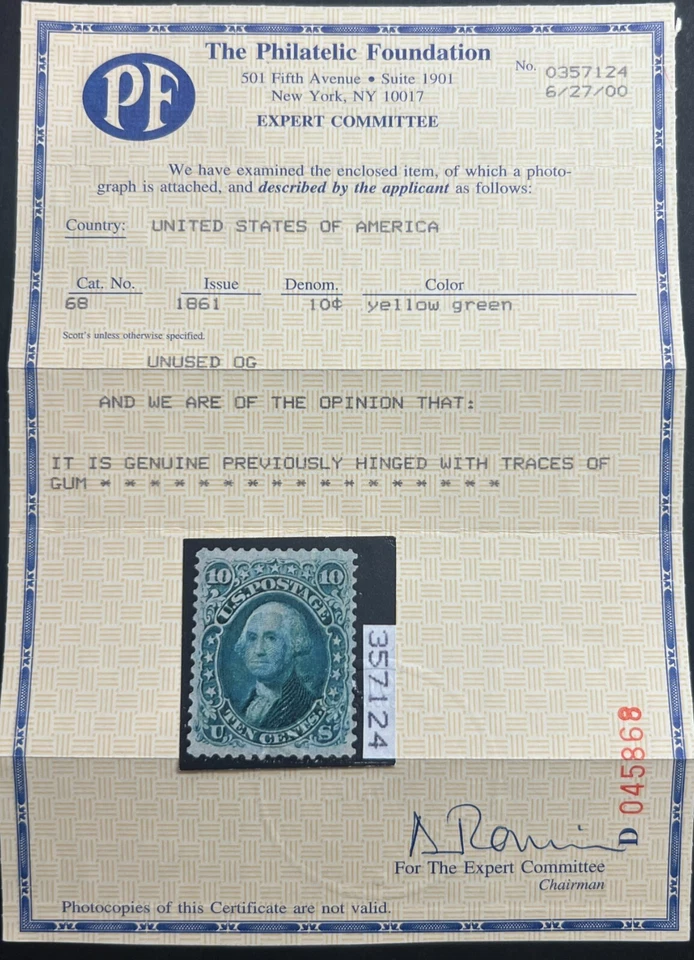 PF
The Philatelic Foundation
501 Fifth Avenue • Suite 1901
New York, NY 10017
EXPERT COMMITTEE
No. 0357124
6/27/00
We have examined the enclosed item, of which a photo-
graph is attached, and described by the applicant as follows:
Country: UNITED STATES OF AMERICA
Cat. No. Issue Denom. Color
68 1861 10¢ yellow green
Scott's unless otherwise specified.
UNUSED OG
AND WE ARE OF THE OPINION THAT:
IT IS GENUINE PREVIOUSLY HINGED WITH TRACES OF
GUM * * * * * * * * * * * * * * * * *
10 10
U.S. POSTAGE
TEN CENTS
U S
357124
D 045868
For The Expert Committee
Chairman
Photocopies of this Certificate are not valid.